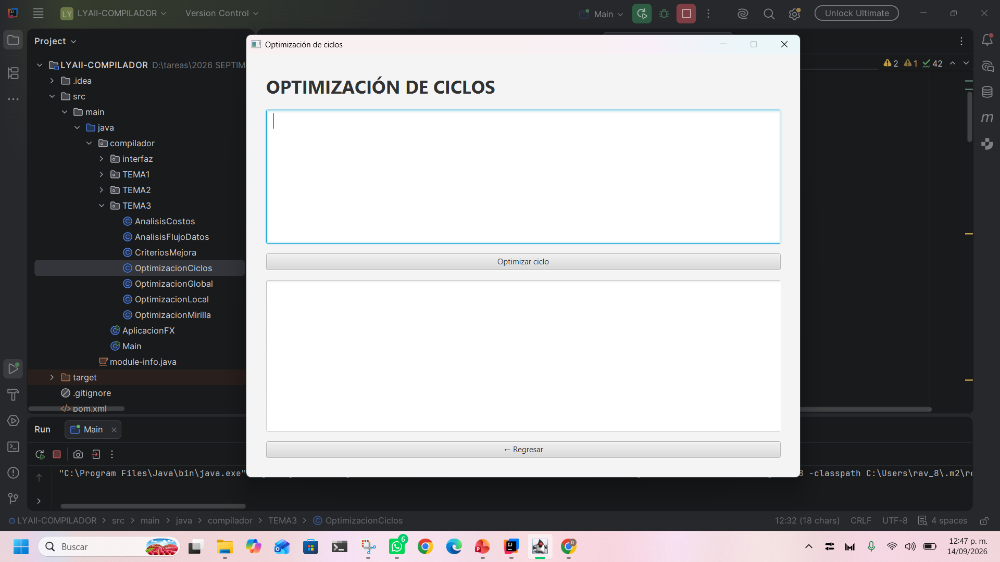 LY LYAII-COMPILADOR Version Control Main Unlock Ultimate
Project
Optimización de ciclos
LYAII-COMPILADOR D:\tareas\2026 SEPTIM
2 1 42
.idea
src
main
java
compilador
interfaz
TEMA1
TEMA2
TEMA3
AnalisisCostos
AnalisisFlujoDatos
CriteriosMejora
OptimizacionCiclos
OptimizacionGlobal
OptimizacionLocal
OptimizacionMirilla
AplicacionFX
Main
module-info.java
target
.gitignore
pom.xml
OPTIMIZACIÓN DE CICLOS
Optimizar ciclo
← Regresar
Run Main
"C:\Program Files\Java\bin\java.exe" 8 -classpath C:\Users\rav_8\.m2\re
LYAII-COMPILADOR > src > main > java > compilador > TEMA3 > OptimizacionCiclos 12:32 (18 chars) CRLF UTF-8 4 spaces
Buscar
6
12:47 p. m.
14/09/2026